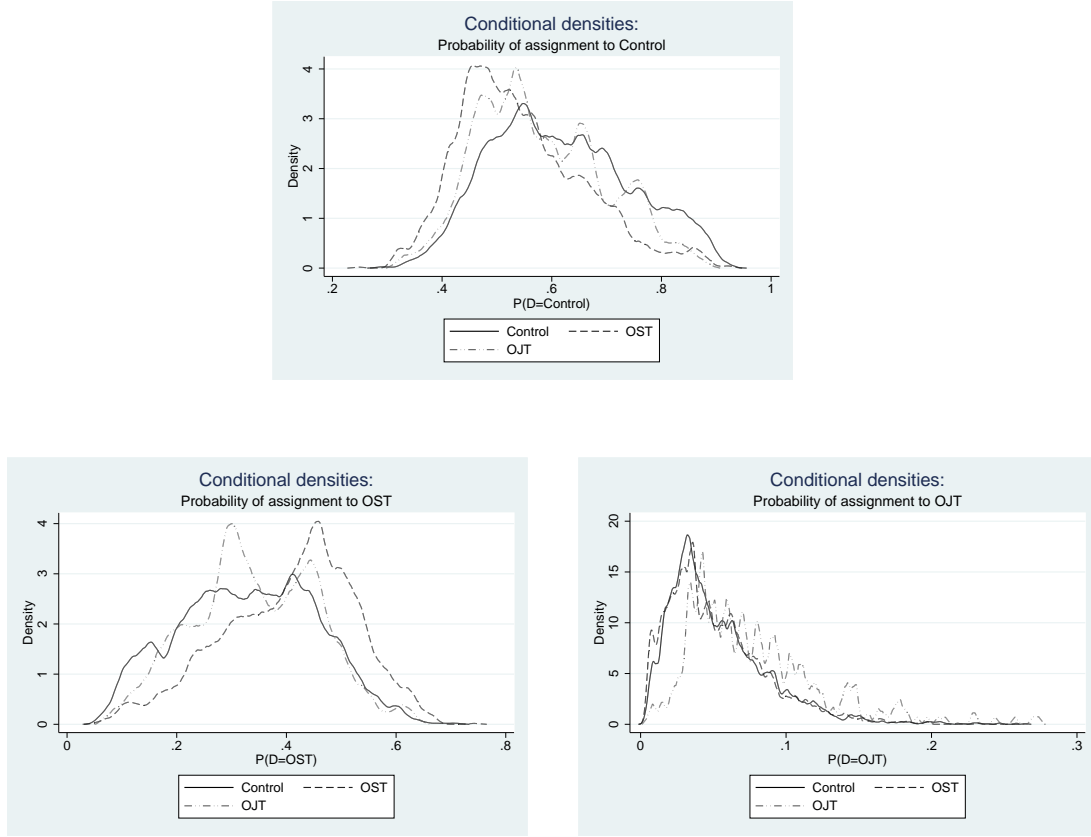 Conditional densities:
Probability of assignment to Control
Density
4
3
2
1
0
.2 .4 .6 .8 1
P(D=Control)
Control OST
OJT
Conditional densities:
Probability of assignment to OST
Density
4
3
2
1
0
0 .2 .4 .6 .8
P(D=OST)
Control OST
OJT
Conditional densities:
Probability of assignment to OJT
Density
20
15
10
5
0
0 .1 .2 .3
P(D=OJT)
Control OST
OJT